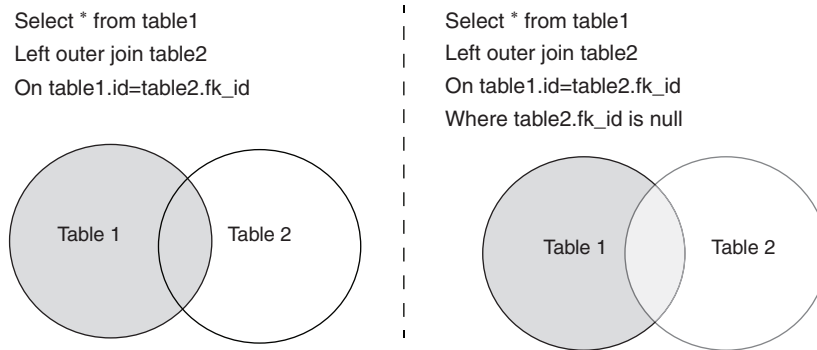 Select * from table1
Left outer join table2
On table1.id=table2.fk_id
Table 1
Table 2
Select * from table1
Left outer join table2
On table1.id=table2.fk_id
Where table2.fk_id is null
Table 1
Table 2